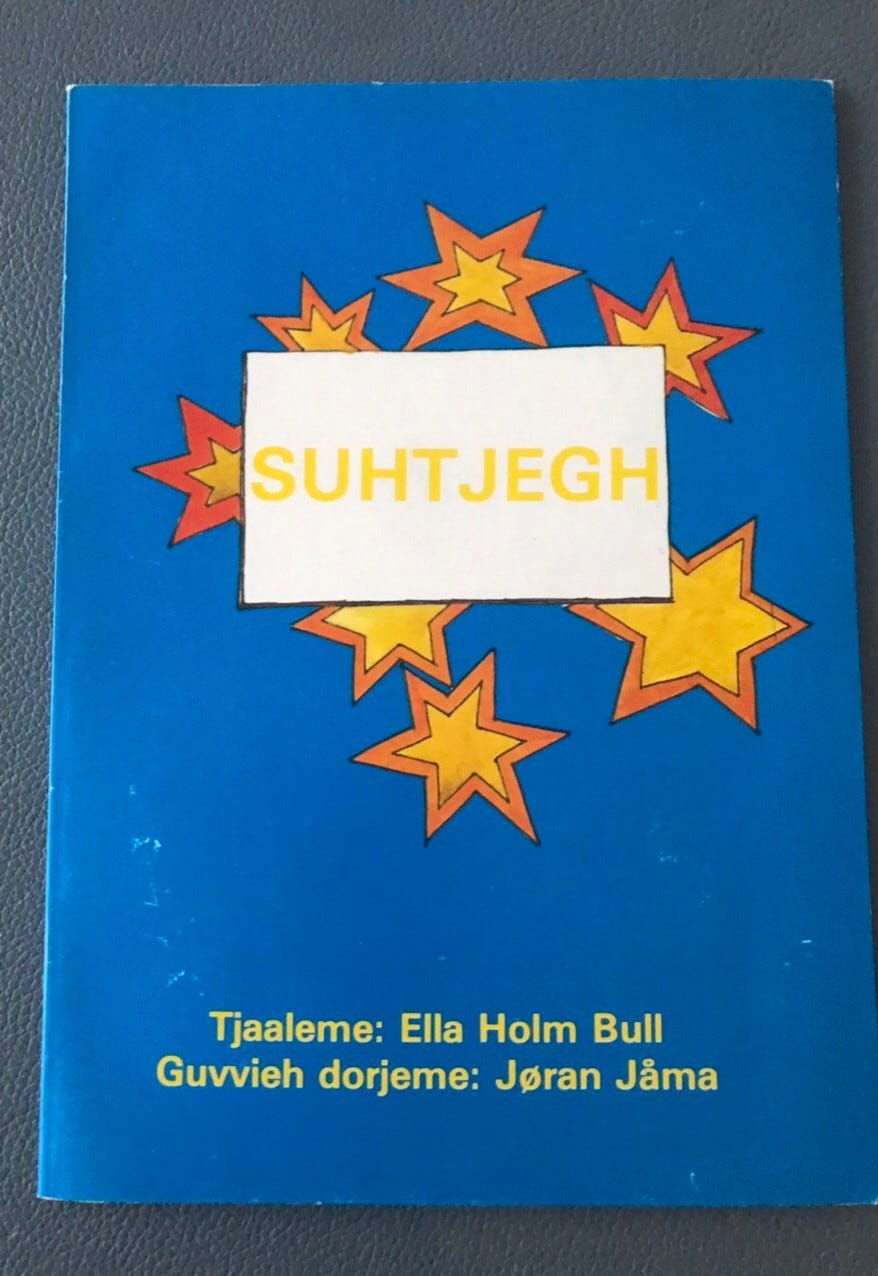 SUHTJEGH
Tjaaleme: Ella Holm Bull
Guvvieh dorjeme: Jøran Jåma